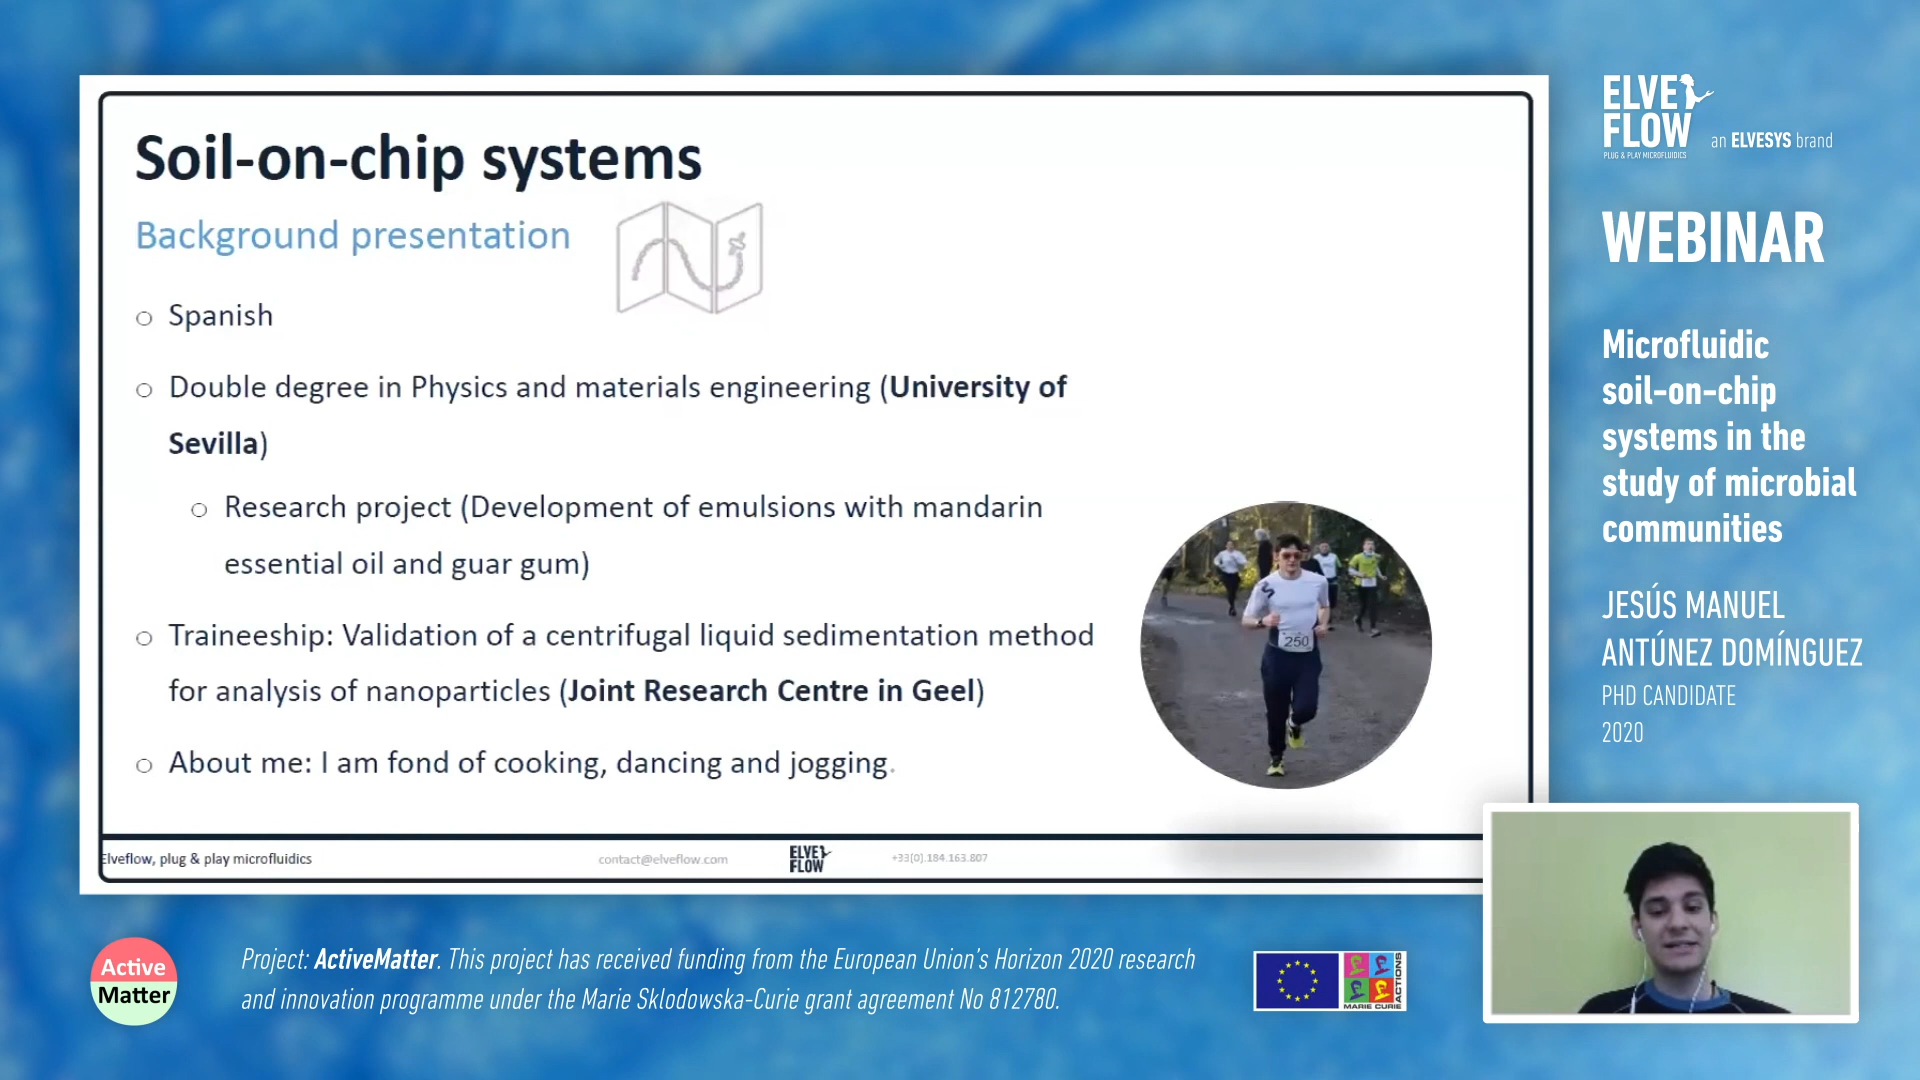 Soil-on-chip systems
Background presentation
Spanish
Double degree in Physics and materials engineering (University of
Sevilla)
Research project (Development of emulsions with mandarin
essential oil and guar gum)
Traineeship: Validation of a centrifugal liquid sedimentation method
for analysis of nanoparticles (Joint Research Centre in Geel)
About me: I am fond of cooking, dancing and jogging.
250
Elveflow, plug & play microfluidics
contact@elveflow.com
ELVE
FLOW
+33(0).184.163.807
ELVE
FLOW
PLUG & PLAY MICROFLUIDICS
an ELVESYS brand
WEBINAR
Microfluidic
soil-on-chip
systems in the
study of microbial
communities
JESÚS MANUEL
ANTÚNEZ DOMÍNGUEZ
PHD CANDIDATE
2020
Active
Matter
Project: ActiveMatter. This project has received funding from the European Union's Horizon 2020 research
and innovation programme under the Marie Sklodowska-Curie grant agreement No 812780.
MARIE CURIE
ACTIONS